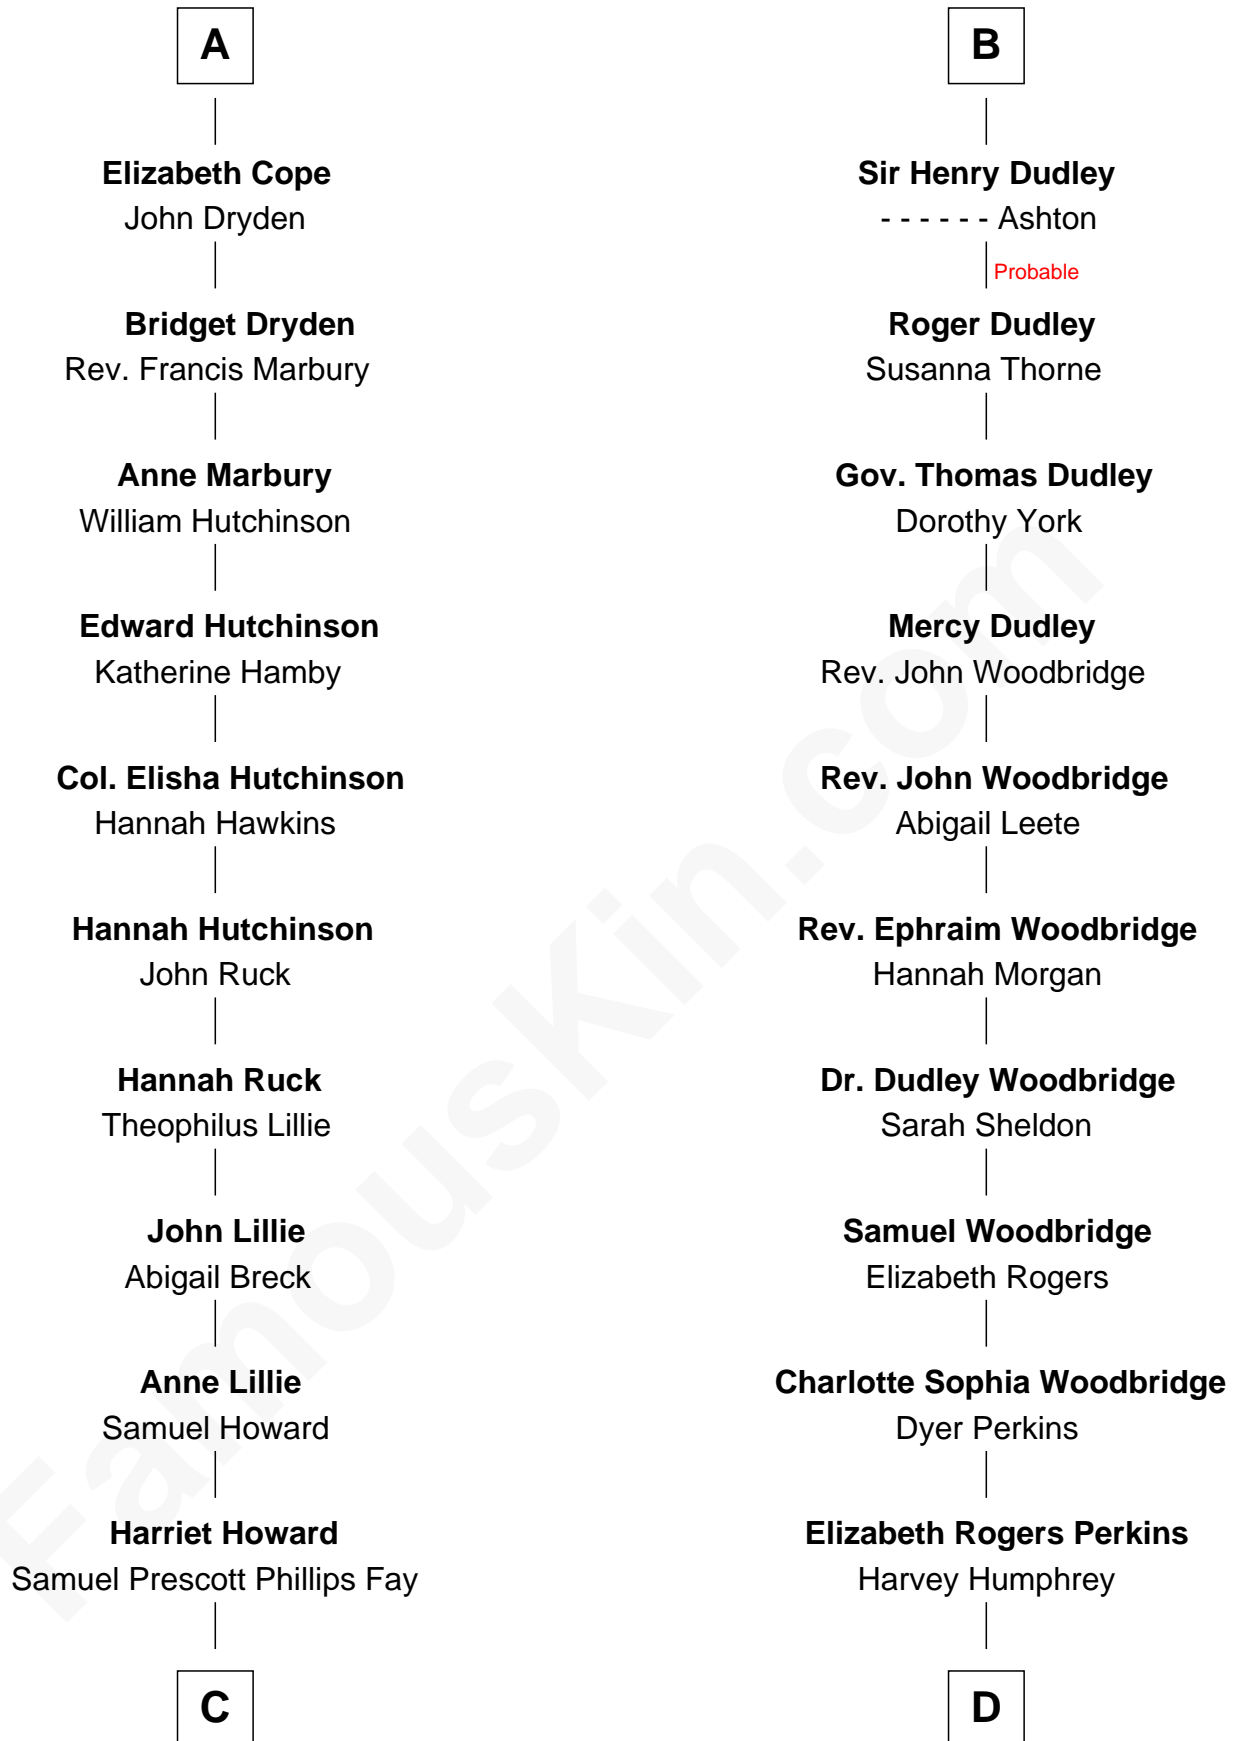 A
Elizabeth Cope
John Dryden
Bridget Dryden
Rev. Francis Marbury
Anne Marbury
William Hutchinson
Edward Hutchinson
Katherine Hamby
Col. Elisha Hutchinson
Hannah Hawkins
Hannah Hutchinson
John Ruck
Hannah Ruck
Theophilus Lillie
John Lillie
Abigail Breck
Anne Lillie
Samuel Howard
Harriet Howard
Samuel Prescott Phillips Fay
C
B
Sir Henry Dudley
- - - - - - Ashton
Probable
Roger Dudley
Susanna Thorne
Gov. Thomas Dudley
Dorothy York
Mercy Dudley
Rev. John Woodbridge
Rev. John Woodbridge
Abigail Leete
Rev. Ephraim Woodbridge
Hannah Morgan
Dr. Dudley Woodbridge
Sarah Sheldon
Samuel Woodbridge
Elizabeth Rogers
Charlotte Sophia Woodbridge
Dyer Perkins
Elizabeth Rogers Perkins
Harvey Humphrey
D
FamousKin.com